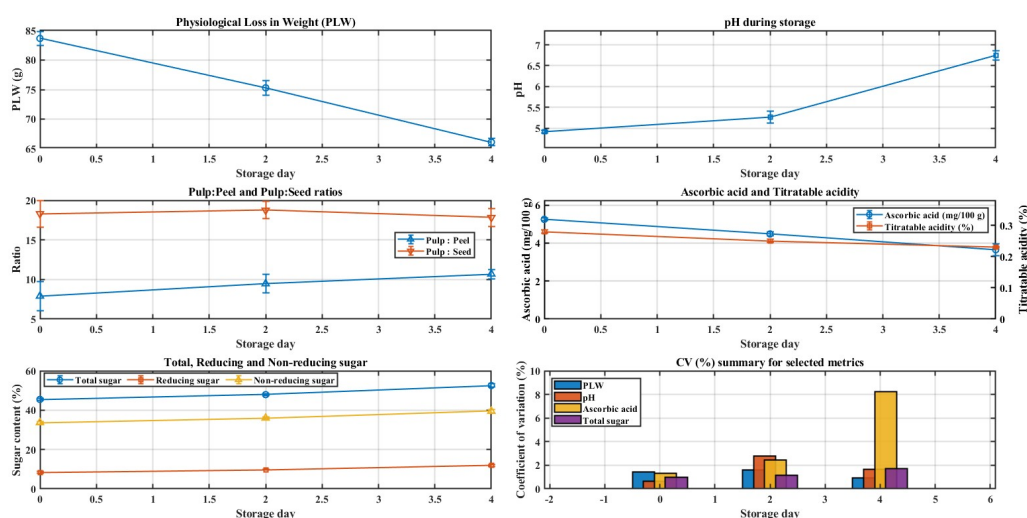 Physiological Loss in Weight (PLW)
PLW (g)
85
80
75
70
65
0 0.5 1 1.5 2 2.5 3 3.5 4
Storage day
pH during storage
pH
7
6.5
6
5.5
5
0 0.5 1 1.5 2 2.5 3 3.5 4
Storage day
Pulp:Peel and Pulp:Seed ratios
Ratio
20
15
10
5
Pulp : Peel
Pulp : Seed
0 0.5 1 1.5 2 2.5 3 3.5 4
Storage day
Ascorbic acid and Titratable acidity
Ascorbic acid (mg/100 g)
6
4
2
0
Ascorbic acid (mg/100 g)
Titratable acidity (%)
0.3
0.2
0.1
0
Titratable acidity (%)
0 0.5 1 1.5 2 2.5 3 3.5 4
Storage day
Total, Reducing and Non-reducing sugar
Sugar content (%)
60
40
20
0
Total sugar Reducing sugar Non-reducing sugar
0 0.5 1 1.5 2 2.5 3 3.5 4
Storage day
CV (%) summary for selected metrics
Coefficient of variation (%)
10
8
6
4
2
0
PLW
pH
Ascorbic acid
Total sugar
-2 -1 0 1 2 3 4 5 6
Storage day